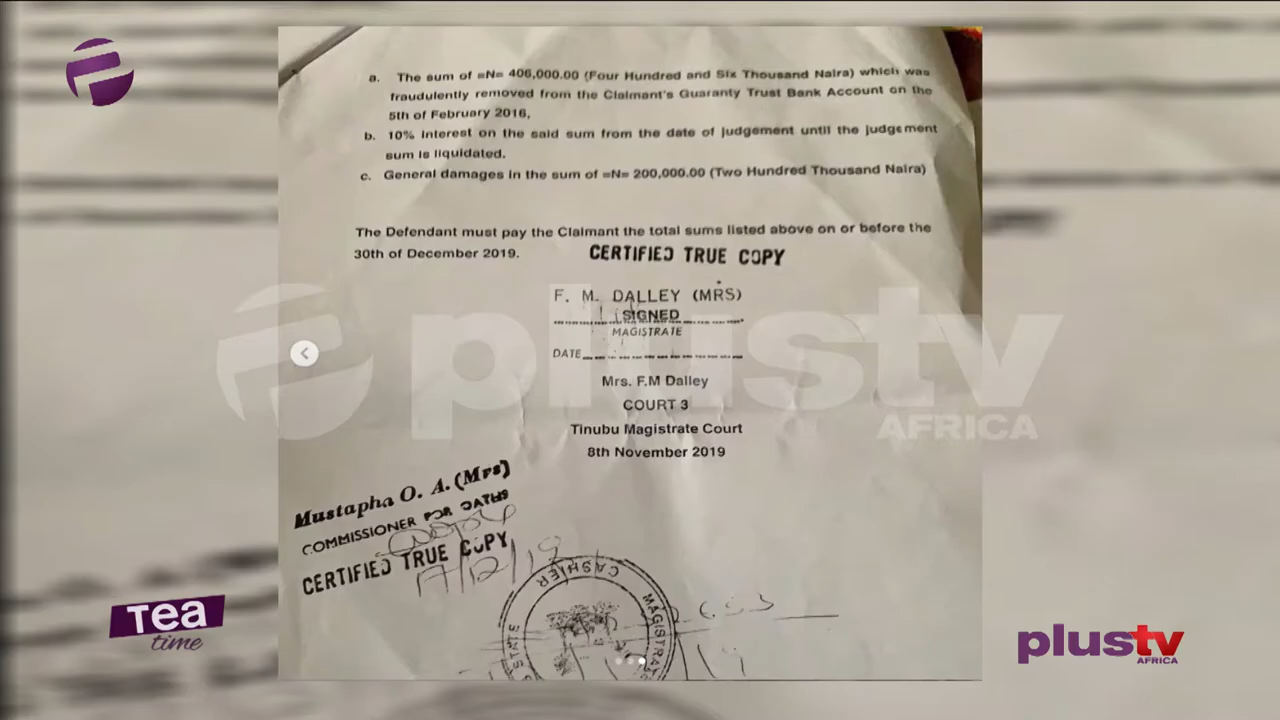 a. The sum of =N= 406,000.00 (Four Hundred and Six Thousand Naira) which was
fraudulently removed from the Claimant's Guaranty Trust Bank Account on the
5th of February 2016,
b. 10% interest on the said sum from the date of judgement until the judgement
sum is liquidated.
c. General damages in the sum of =N= 200,000.00 (Two Hundred Thousand Naira)
The Defendant must pay the Claimant the total sums listed above on or before the
30th of December 2019.
CERTIFIED TRUE COPY
F. M. DALLEY (MRS)
SIGNED
MAGISTRATE
DATE
Mrs. F.M Dalley
COURT 3
Tinubu Magistrate Court
8th November 2019
Mustapha O. A. (Mrs)
COMMISSIONER FOR OATHS
CERTIFIED TRUE COPY
17/12/19
CASHIER
MAGISTRA
STATE
plustv
AFRICA
Tea
time
plustv
AFRICA